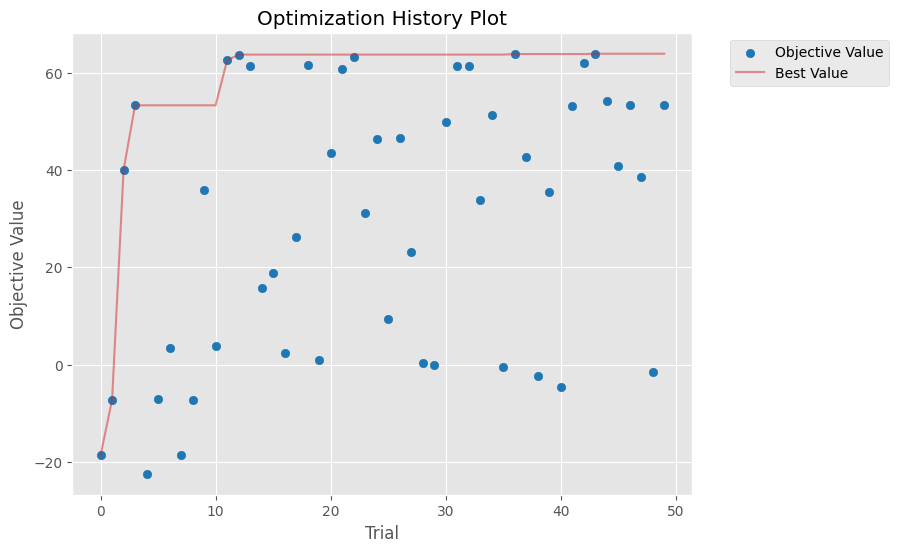 Optimization History Plot
Objective Value
Best Value
Objective Value
60
40
20
0
−20
0 10 20 30 40 50
Trial